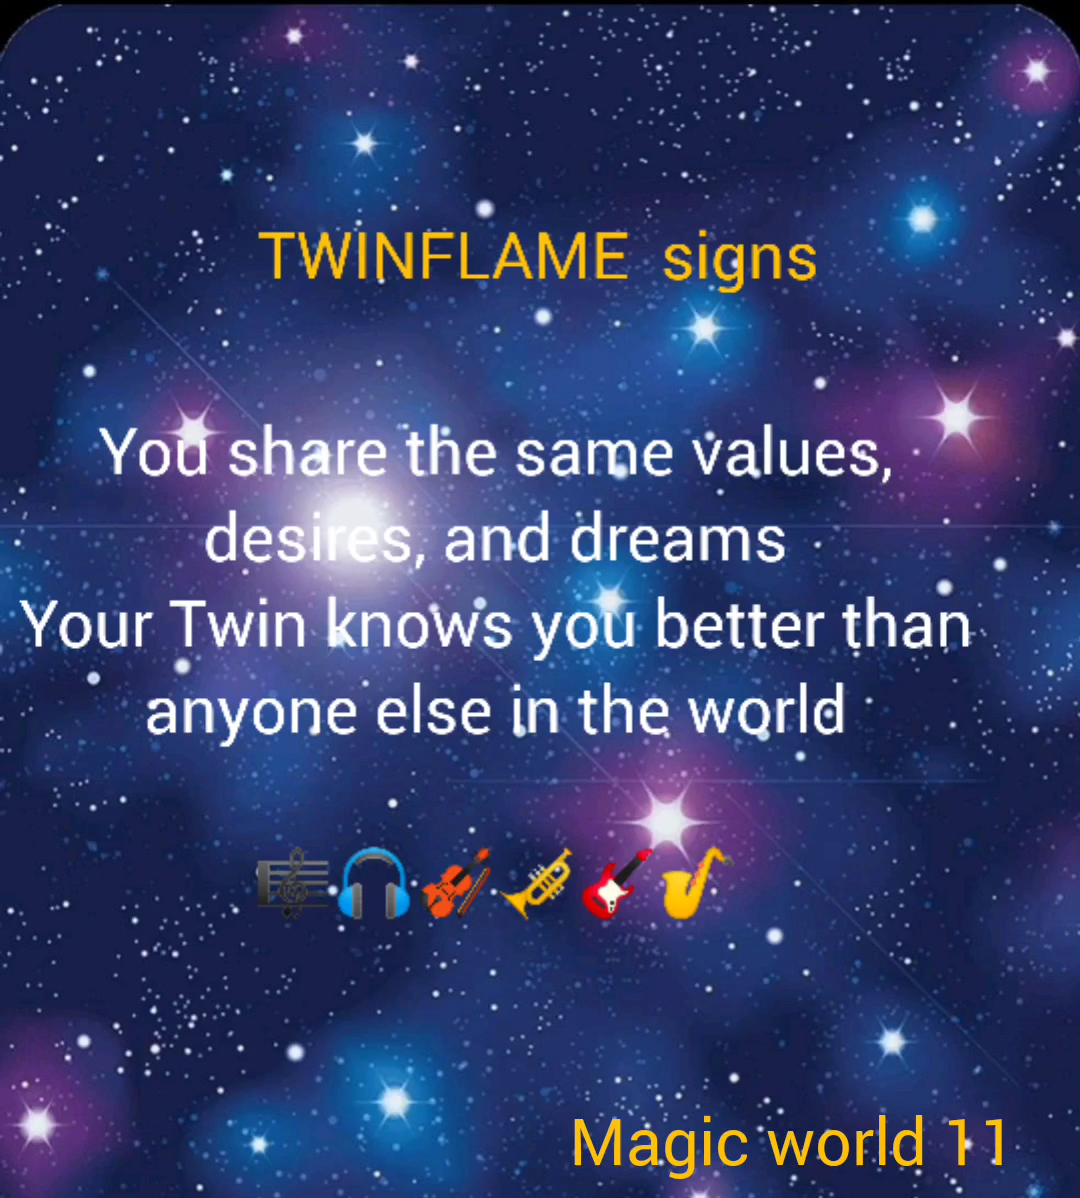 TWINFLAME signs
You share the same values,
desires, and dreams
Your Twin knows you better than
anyone else in the world
🎼🎧🎻🎺🎸🎷
Magic world 11